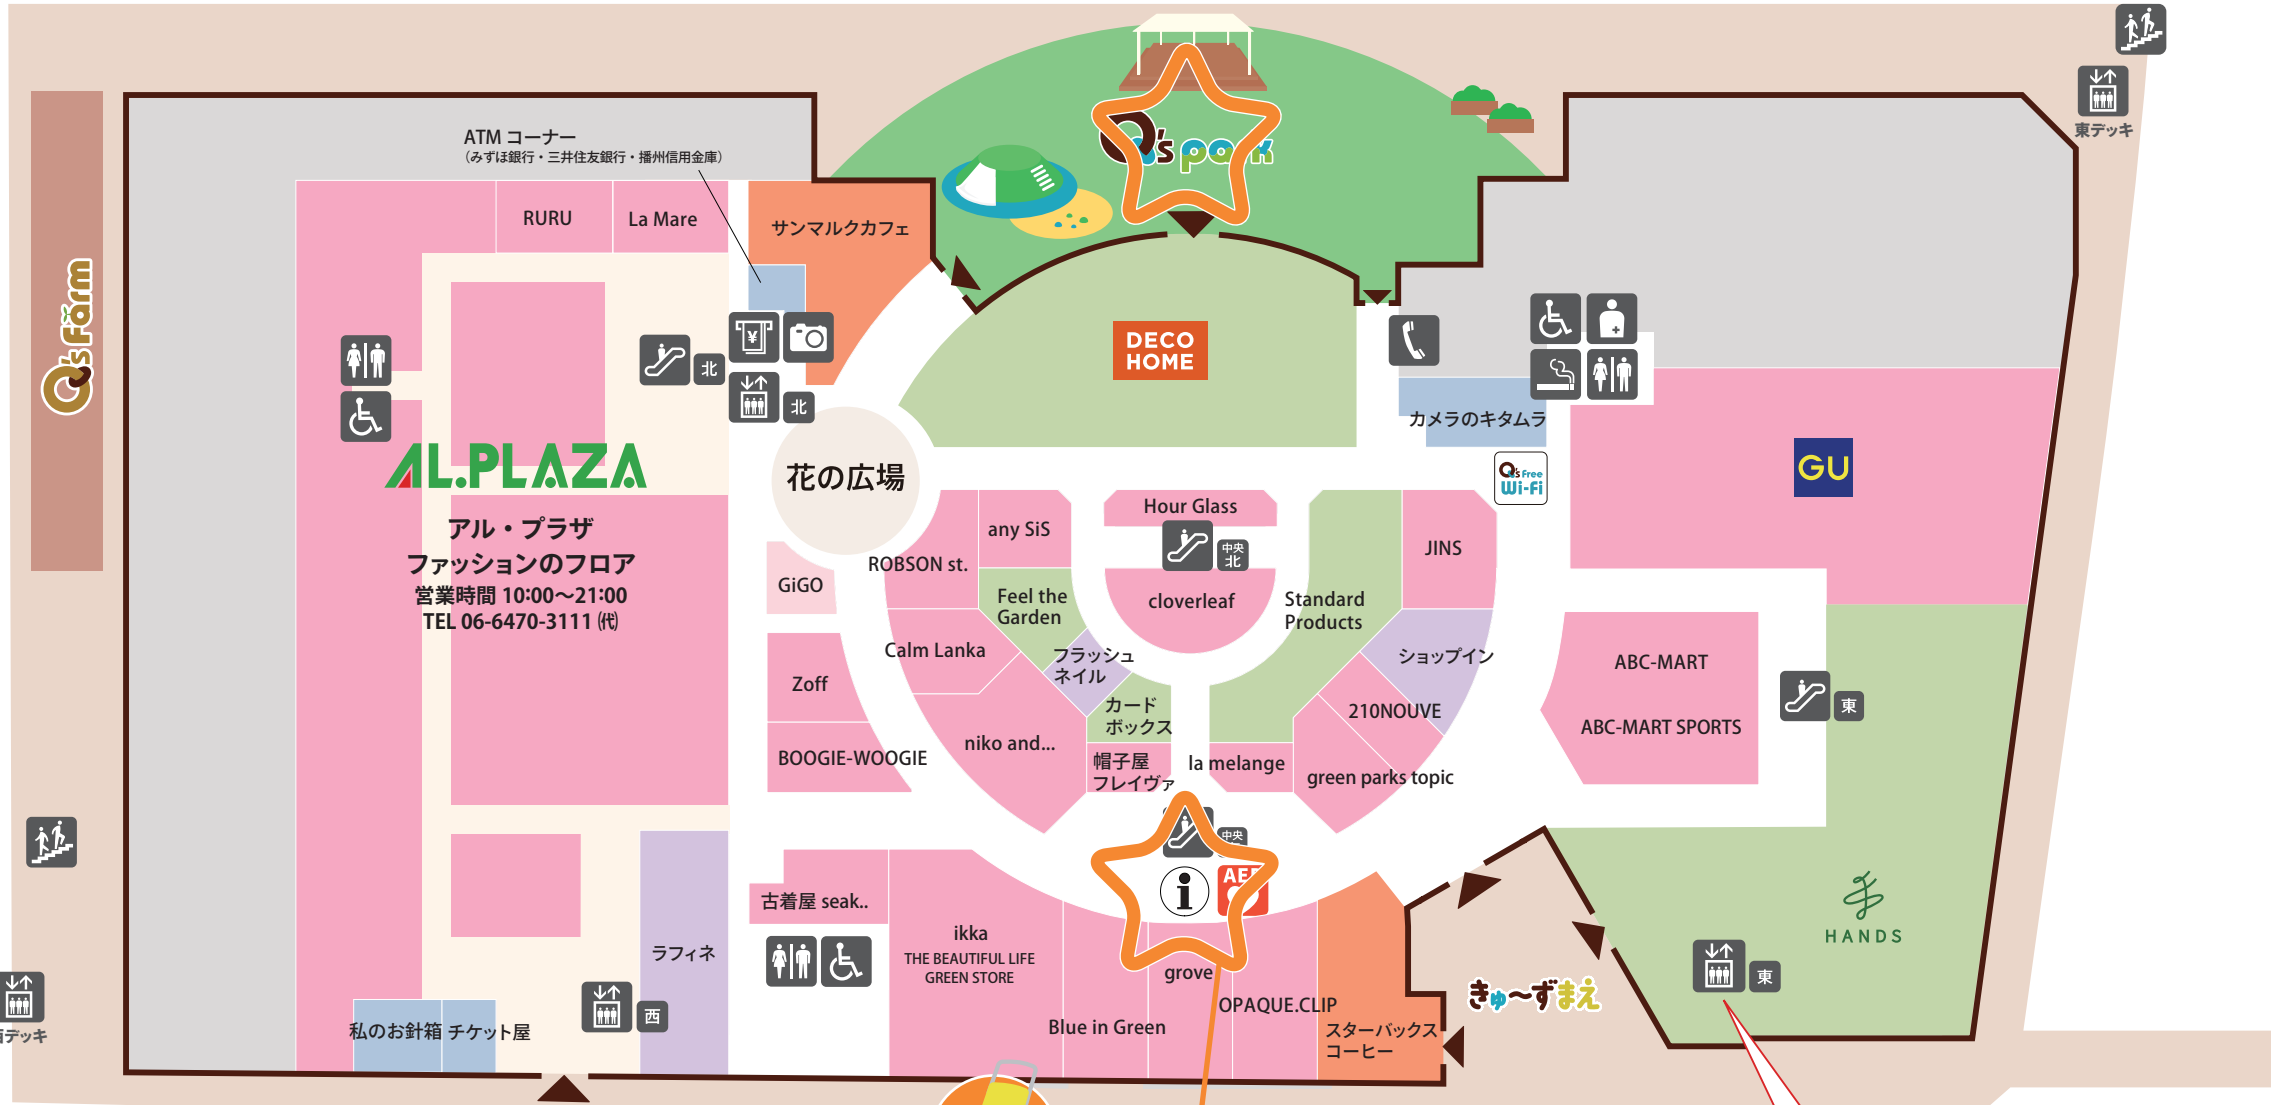 東デッキ
ATM コーナー
（みずほ銀行・三井住友銀行・播州信用金庫）
Q's park
RURU
La Mare
サンマルクカフェ
Q's Farm
北
北
DECO
HOME
カメラのキタムラ
Q's Free
Wi-Fi
GU
AL.PLAZA
アル・プラザ
ファッションのフロア
営業時間 10:00〜21:00
TEL 06-6470-3111 ㈹
花の広場
any SiS
Hour Glass
中央
北
JINS
ROBSON st.
GiGO
Feel the
Garden
cloverleaf
Standard
Products
Calm Lanka
フラッシュ
ネイル
ショップイン
ABC-MART
ABC-MART SPORTS
Zoff
カード
ボックス
210NOUVE
東
niko and...
BOOGIE-WOOGIE
帽子屋
フレイヴァ
la melange
green parks topic
中央
i
古着屋 seak..
ikka
THE BEAUTIFUL LIFE
GREEN STORE
ラフィネ
grove
HANDS
東
OPAQUE.CLIP
きゅ〜ずまえ
Blue in Green
スターバックス
コーヒー
西
私のお針箱
チケット屋
デッキ